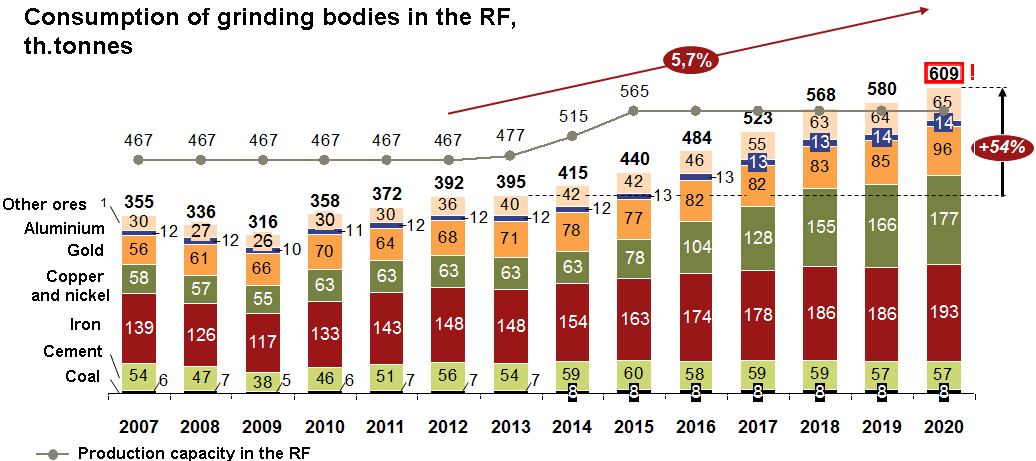 Consumption of grinding bodies in the RF,
th.tonnes
5,7%
609 !
568 580
565
523
515
484
467 467 467 467 467 467 477
+54%
440
415
392 395
372
355 358
336
316
Other ores 1 30 27 26 30 30 36 40 42 42 46 55 63 64 65
Aluminium 12 12 10 11 12 12 12 12 13 13 13 13 14 14
Gold 56 61 66 70 64 68 71 78 77 82 82 83 85 96
Copper
and nickel 58 57 55 63 63 63 63 63 78 104 128 155 166 177
Iron 139 126 117 133 143 148 148 154 163 174 178 186 186 193
Cement 54 47 38 46 51 56 54 59 60 58 59 59 57 57
Coal 6 7 5 6 7 7 7 8 8 8 8 8 8 8
2007 2008 2009 2010 2011 2012 2013 2014 2015 2016 2017 2018 2019 2020
Production capacity in the RF